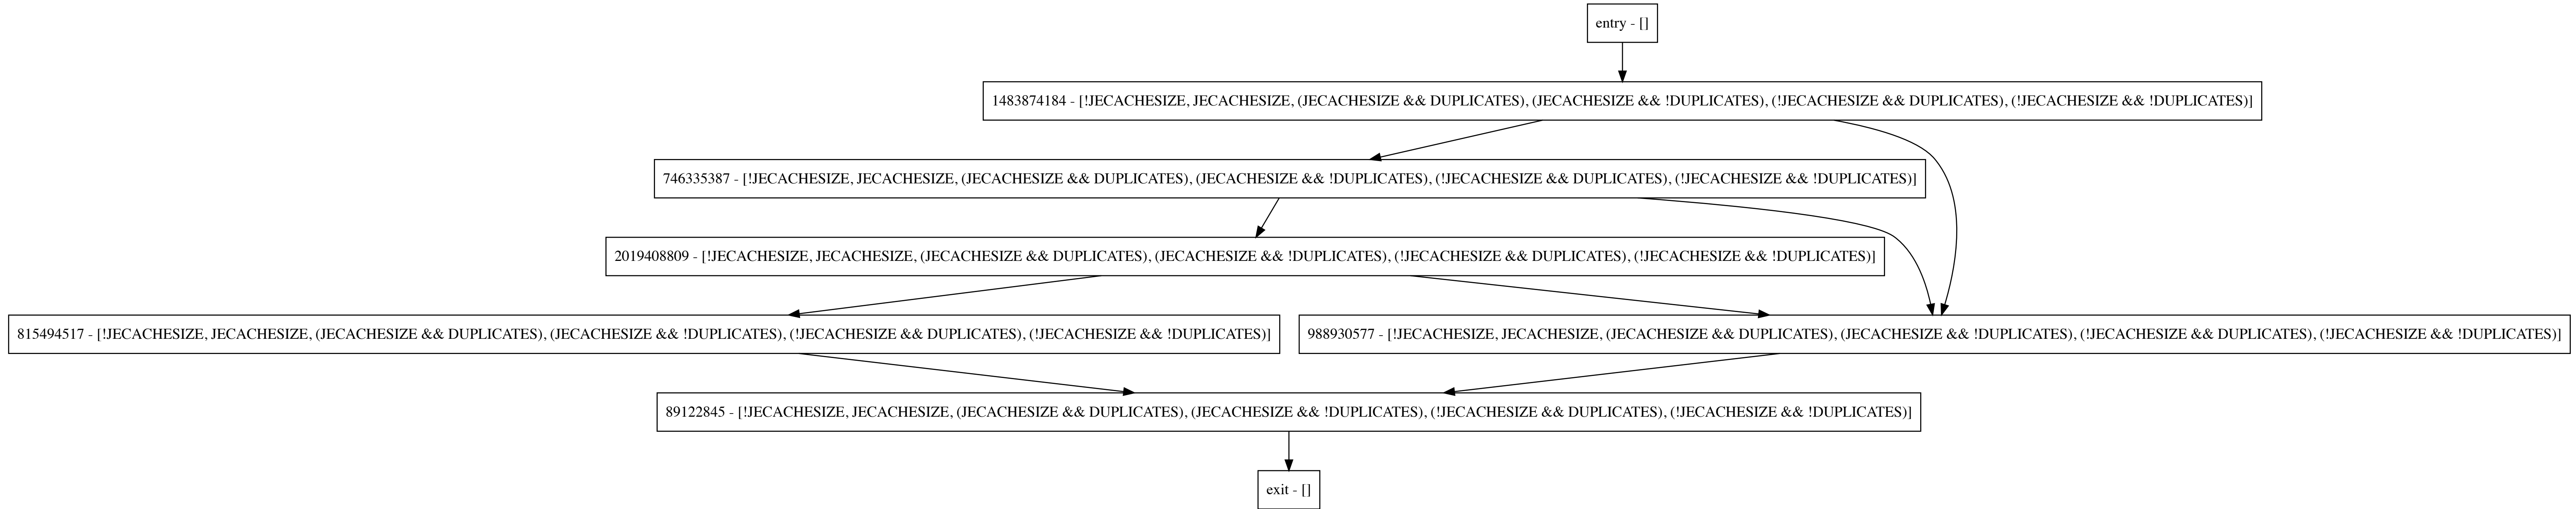 entry - []
1483874184 - [!JECACHESIZE, JECACHESIZE, (JECACHESIZE && DUPLICATES), (JECACHESIZE && !DUPLICATES), (!JECACHESIZE && DUPLICATES), (!JECACHESIZE && !DUPLICATES)]
746335387 - [!JECACHESIZE, JECACHESIZE, (JECACHESIZE && DUPLICATES), (JECACHESIZE && !DUPLICATES), (!JECACHESIZE && DUPLICATES), (!JECACHESIZE && !DUPLICATES)]
2019408809 - [!JECACHESIZE, JECACHESIZE, (JECACHESIZE && DUPLICATES), (JECACHESIZE && !DUPLICATES), (!JECACHESIZE && DUPLICATES), (!JECACHESIZE && !DUPLICATES)]
815494517 - [!JECACHESIZE, JECACHESIZE, (JECACHESIZE && DUPLICATES), (JECACHESIZE && !DUPLICATES), (!JECACHESIZE && DUPLICATES), (!JECACHESIZE && !DUPLICATES)]
988930577 - [!JECACHESIZE, JECACHESIZE, (JECACHESIZE && DUPLICATES), (JECACHESIZE && !DUPLICATES), (!JECACHESIZE && DUPLICATES), (!JECACHESIZE && !DUPLICATES)]
89122845 - [!JECACHESIZE, JECACHESIZE, (JECACHESIZE && DUPLICATES), (JECACHESIZE && !DUPLICATES), (!JECACHESIZE && DUPLICATES), (!JECACHESIZE && !DUPLICATES)]
exit - []